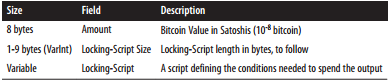 Size Field Description
8 bytes Amount Bitcoin Value in Satoshis (10-8 bitcoin)
1-9 bytes (VarInt) Locking-Script Size Locking-Script length in bytes, to follow
Variable Locking-Script A script defining the conditions needed to spend the output